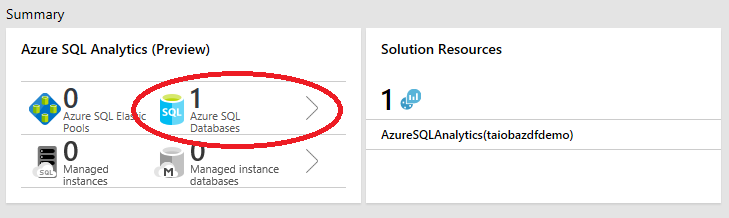 Summary
Azure SQL Analytics (Preview)
0
Azure SQL Elastic
Pools
SQL
1
Azure SQL
Databases
SQL
0
Managed
instances
M
0
Managed instance
databases
Solution Resources
1
AzureSQLAnalytics(taiobazdfdemo)